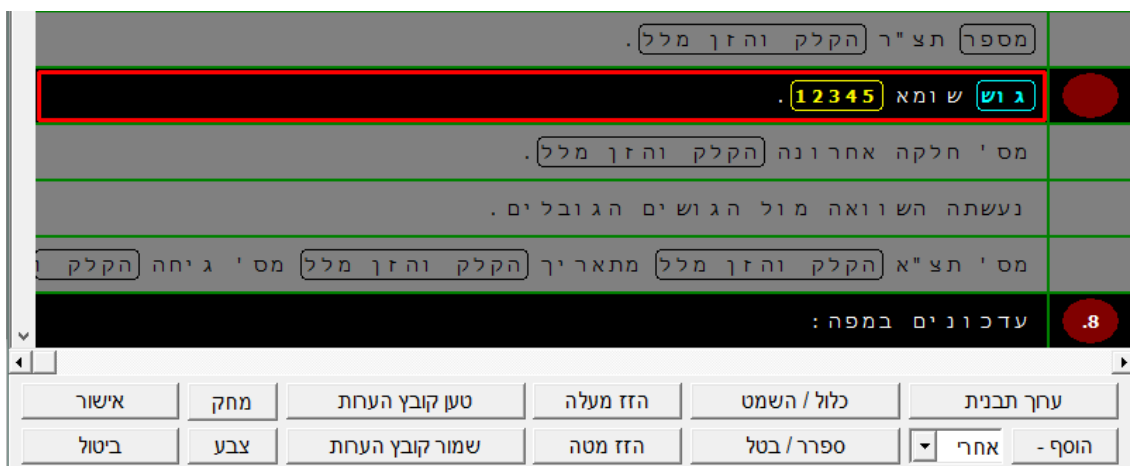 מספר תצ"ר הקלק והזן מלל.
גוש שומא 12345.
מס' חלקה אחרונה הקלק והזן מלל.
נעשתה השוואה מול הגושים הגובלים.
מס' תצ"א הקלק והזן מלל מתאריך הקלק והזן מלל מס' גיחה הקלק
8. עדכונים במפה:
ערוך תבנית כלול / השמט הזז מעלה טען קובץ הערות מחק אישור
הוסף - אחרי ספרר / בטל הזז מטה שמור קובץ הערות צבע ביטול